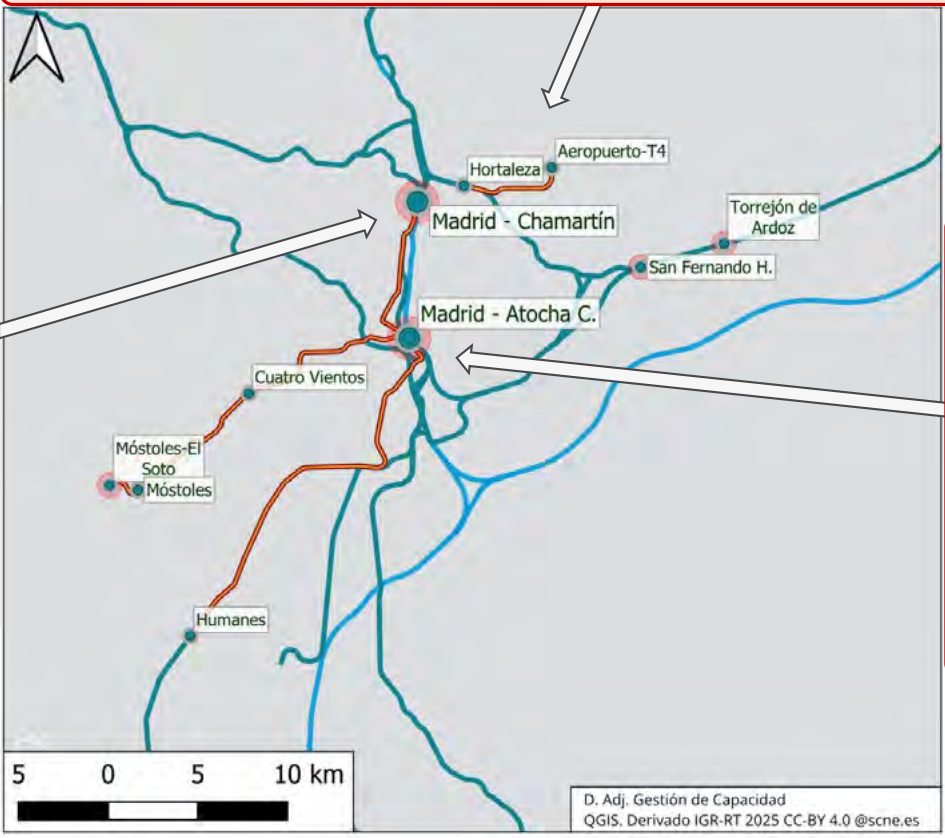 Aeropuerto-T4
Hortaleza
Madrid - Chamartín
Torrejón de
Ardoz
San Fernando H.
Madrid - Atocha C.
Cuatro Vientos
Móstoles-El
Soto
Móstoles
Humanes
5 0 5 10 km
D. Adj. Gestión de Capacidad
QGIS. Derivado IGR-RT 2025 CC-BY 4.0 @scne.es